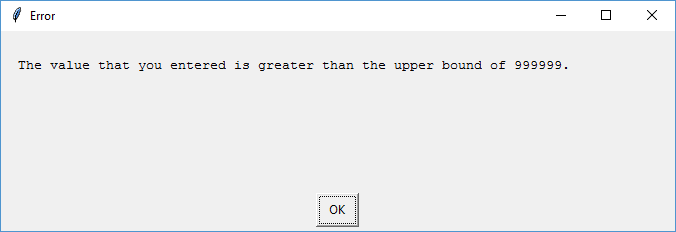 Error
The value that you entered is greater than the upper bound of 999999.
OK